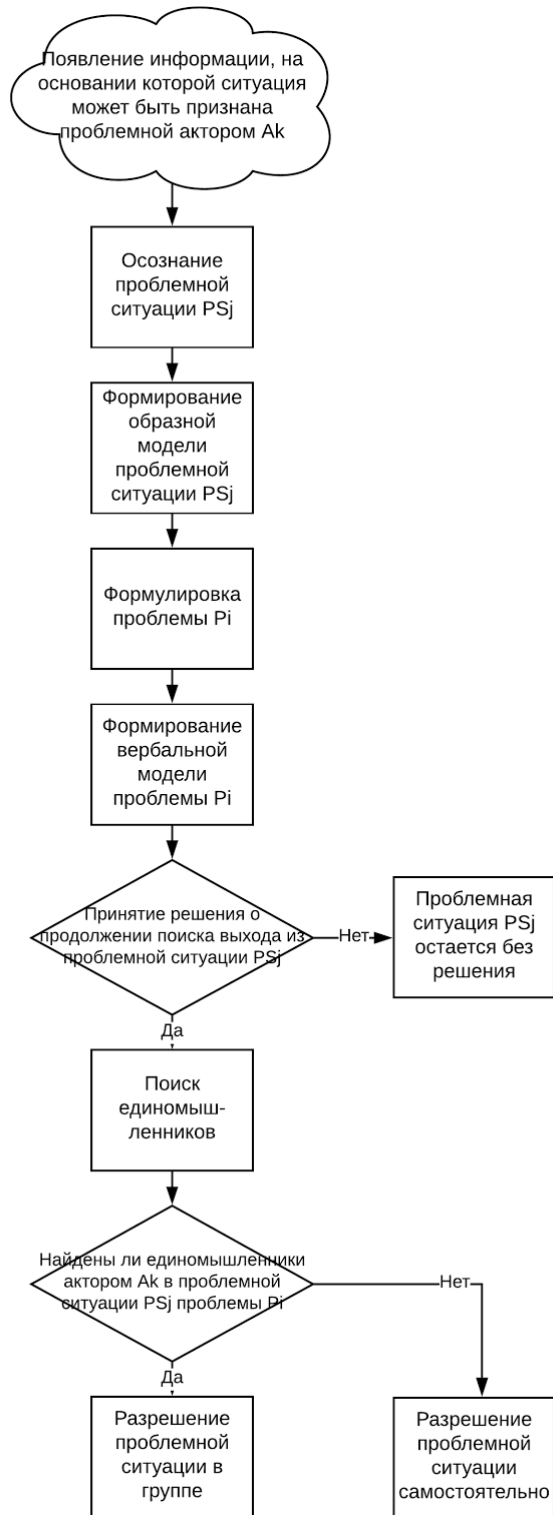 Появление информации, на
основании которой ситуация
может быть признана
проблемной актором Ak
Осознание
проблемной
ситуации PSj
Формирование
образной
модели
проблемной
ситуации PSj
Формулировка
проблемы Pi
Формирование
вербальной
модели
проблемы Pi
Принятие решения о
продолжении поиска выхода из
проблемной ситуации PSj
Нет
Проблемная
ситуация PSj
остается без
решения
Да
Поиск
единомыш-
ленников
Найдены ли единомышленники
актором Ak в проблемной
ситуации PSj проблемы Pi
Нет
Да
Разрешение
проблемной
ситуации в
группе
Разрешение
проблемной
ситуации
самостоятельно